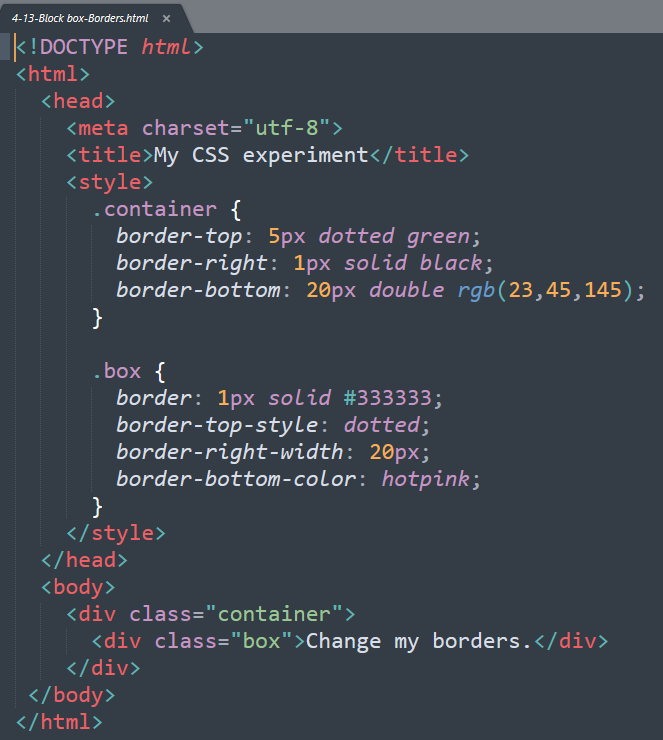 4-13-Block box-Borders.html ×
<!DOCTYPE html>
<html>
<head>
<meta charset="utf-8">
<title>My CSS experiment</title>
<style>
.container {
border-top: 5px dotted green;
border-right: 1px solid black;
border-bottom: 20px double rgb(23,45,145);
}
.box {
border: 1px solid #333333;
border-top-style: dotted;
border-right-width: 20px;
border-bottom-color: hotpink;
}
</style>
</head>
<body>
<div class="container">
<div class="box">Change my borders.</div>
</div>
</body>
</html>